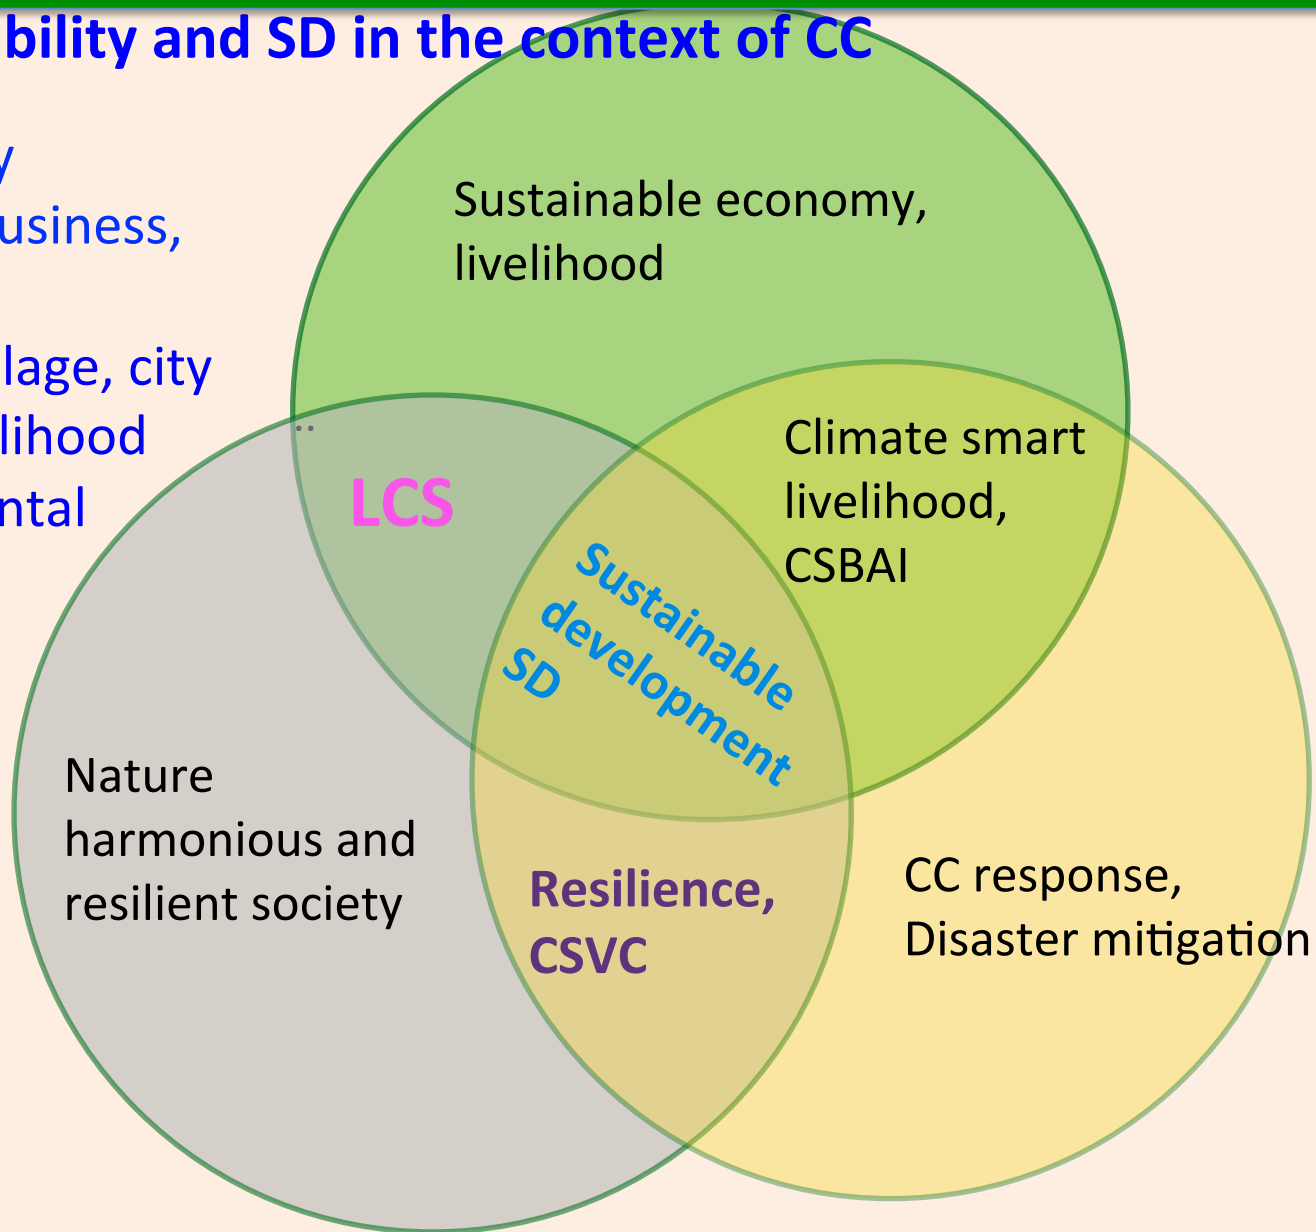 bility and SD in the context of CC
y
usiness,
lage, city
lihood
ntal
Sustainable economy,
livelihood
..
LCS
Climate smart
livelihood,
CSBAI
Sustainable
development
SD
Nature
harmonious and
resilient society
Resilience,
CSVC
CC response,
Disaster mitigation